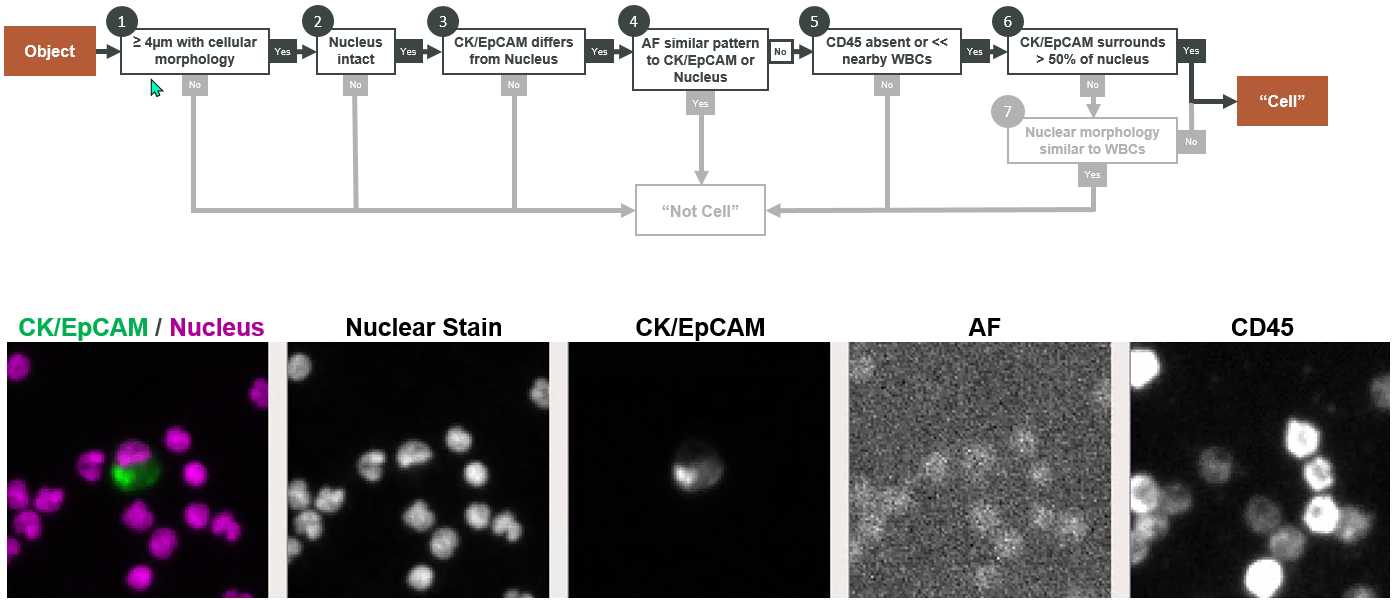 1
2
3
4
5
6
Object
≥ 4µm with cellular
morphology
Yes
No
Nucleus
intact
Yes
No
CK/EpCAM differs
from Nucleus
Yes
No
AF similar pattern
to CK/EpCAM or
Nucleus
No
Yes
CD45 absent or <<
nearby WBCs
Yes
No
CK/EpCAM surrounds
> 50% of nucleus
Yes
No
7
Nuclear morphology
similar to WBCs
No
Yes
"Cell"
"Not Cell"
CK/EpCAM / Nucleus
Nuclear Stain
CK/EpCAM
AF
CD45